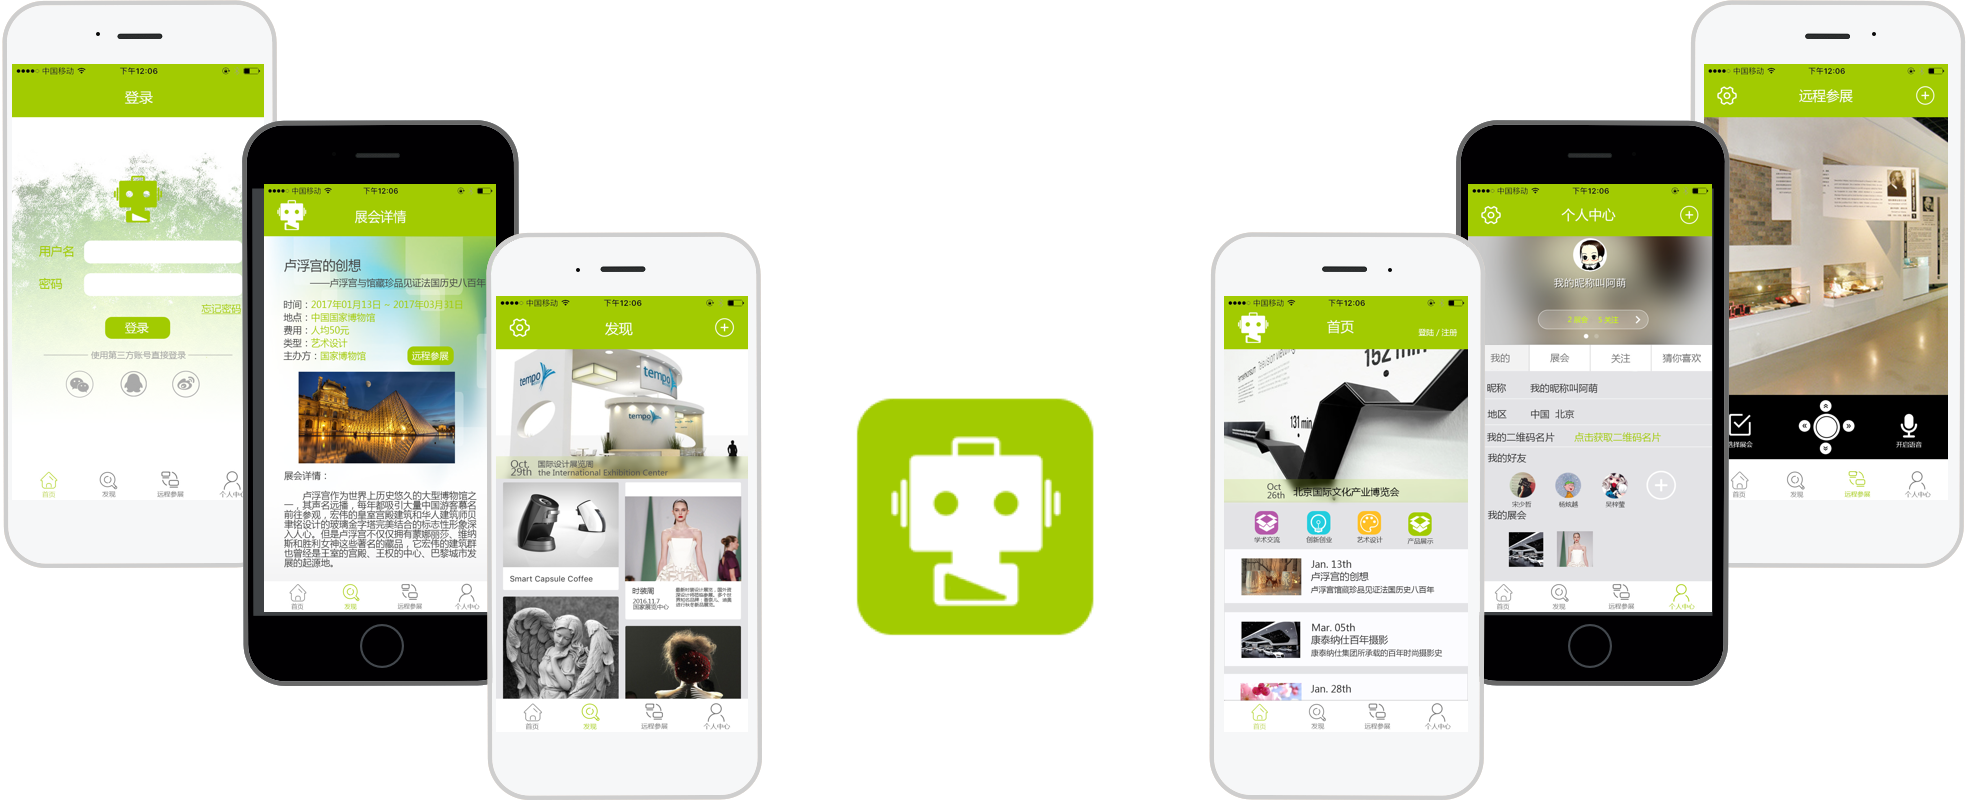 中国移动
下午12:06
登录
用户名
密码
忘记密码
登录
使用第三方账号直接登录
首页
发现
远程参展
个人中心
中国移动
下午12:06
展会详情
卢浮宫的创想
——卢浮宫与馆藏珍品见证法国历史八百年
时间：2017年01月13日 ~ 2017年03月31日
地点：中国国家博物馆
费用：人均50元
类型：艺术设计
主办方：国家博物馆
远程参展
展会详情：
卢浮宫作为世界上历史悠久的大型博物馆之
一，其声名远播，每年都吸引大量中国游客慕名
前往参观，宏伟的皇室宫殿建筑和华人建筑师贝
聿铭设计的玻璃金字塔完美结合的标志性形象深
入人心。但是卢浮宫不仅仅拥有蒙娜丽莎、维纳
斯和胜利女神这些著名的藏品，它宏伟的建筑群
也曾经是王室的宫殿、王权的中心、巴黎城市发
展的起源地。
首页
发现
远程参展
个人中心
中国移动
下午12:06
发现
tempo
tempo
tempo
Oct.
29th
国际设计展览周
the International Exhibition Center
Smart Capsule Coffee
时装周
2016.11.7
国家展览中心
首页
发现
远程参展
个人中心
中国移动
下午12:06
首页
登陆 / 注册
152 min
131 min
Oct
26th
北京国际文化产业博览会
学术交流
创新创业
艺术设计
产品展示
Jan. 13th
卢浮宫的创想
卢浮宫馆藏珍品见证法国历史八百年
Mar. 05th
康泰纳仕百年摄影
康泰纳仕集团所承载的百年时尚摄影史
Jan. 28th
首页
发现
远程参展
个人中心
中国移动
下午12:06
个人中心
我的昵称叫阿萌
5 关注
我的
展会
关注
猜你喜欢
昵称
我的昵称叫阿萌
地区
中国 北京
我的二维码名片
点击获取二维码名片
我的好友
宋少哲
杨炫越
吴梓莹
我的展会
首页
发现
远程参展
个人中心
中国移动
下午12:06
远程参展
选择展会
开启语音
首页
发现
远程参展
个人中心